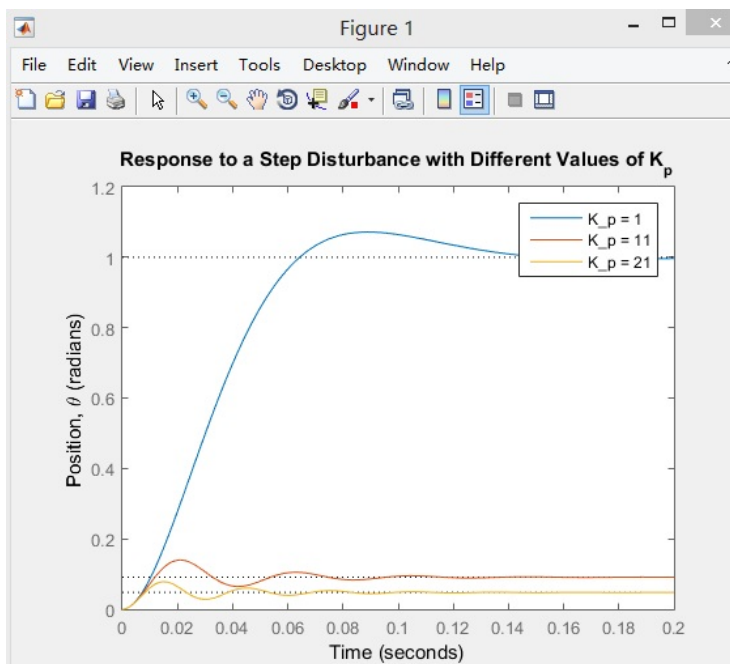 Figure 1
File Edit View Insert Tools Desktop Window Help
Response to a Step Disturbance with Different Values of K_p
1.2
1
0.8
0.6
0.4
0.2
0
Position, θ (radians)
K_p = 1
K_p = 11
K_p = 21
0 0.02 0.04 0.06 0.08 0.1 0.12 0.14 0.16 0.18 0.2
Time (seconds)